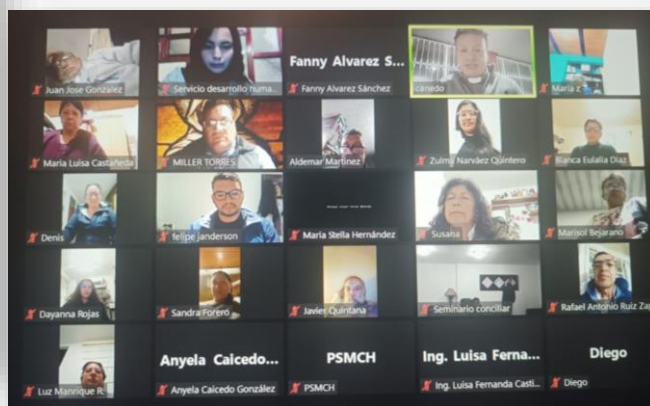 Juan Jose Gonzalez
Servicio desarrollo huma...
Fanny Alvarez S...
Fanny Alvarez Sánchez
canedo
Maria Z
Maria Luisa Castañeda
MILLER TORRES
Aldemar Martinez
Zulma Narváez Quintero
Blanca Eulalia Diaz
Denis
felipe janderson
Maria Stella Hernández
Susana
Marisol Bejarano
Dayanna Rojas
Sandra Forero
Javier Quintana
Seminario conciliar
Rafael Antonio Ruiz Zap
Luz Manrique R.
Anyela Caicedo...
Anyela Caicedo González
PSMCH
PSMCH
Ing. Luisa Ferna...
Ing. Luisa Fernanda Casti...
Diego
Diego